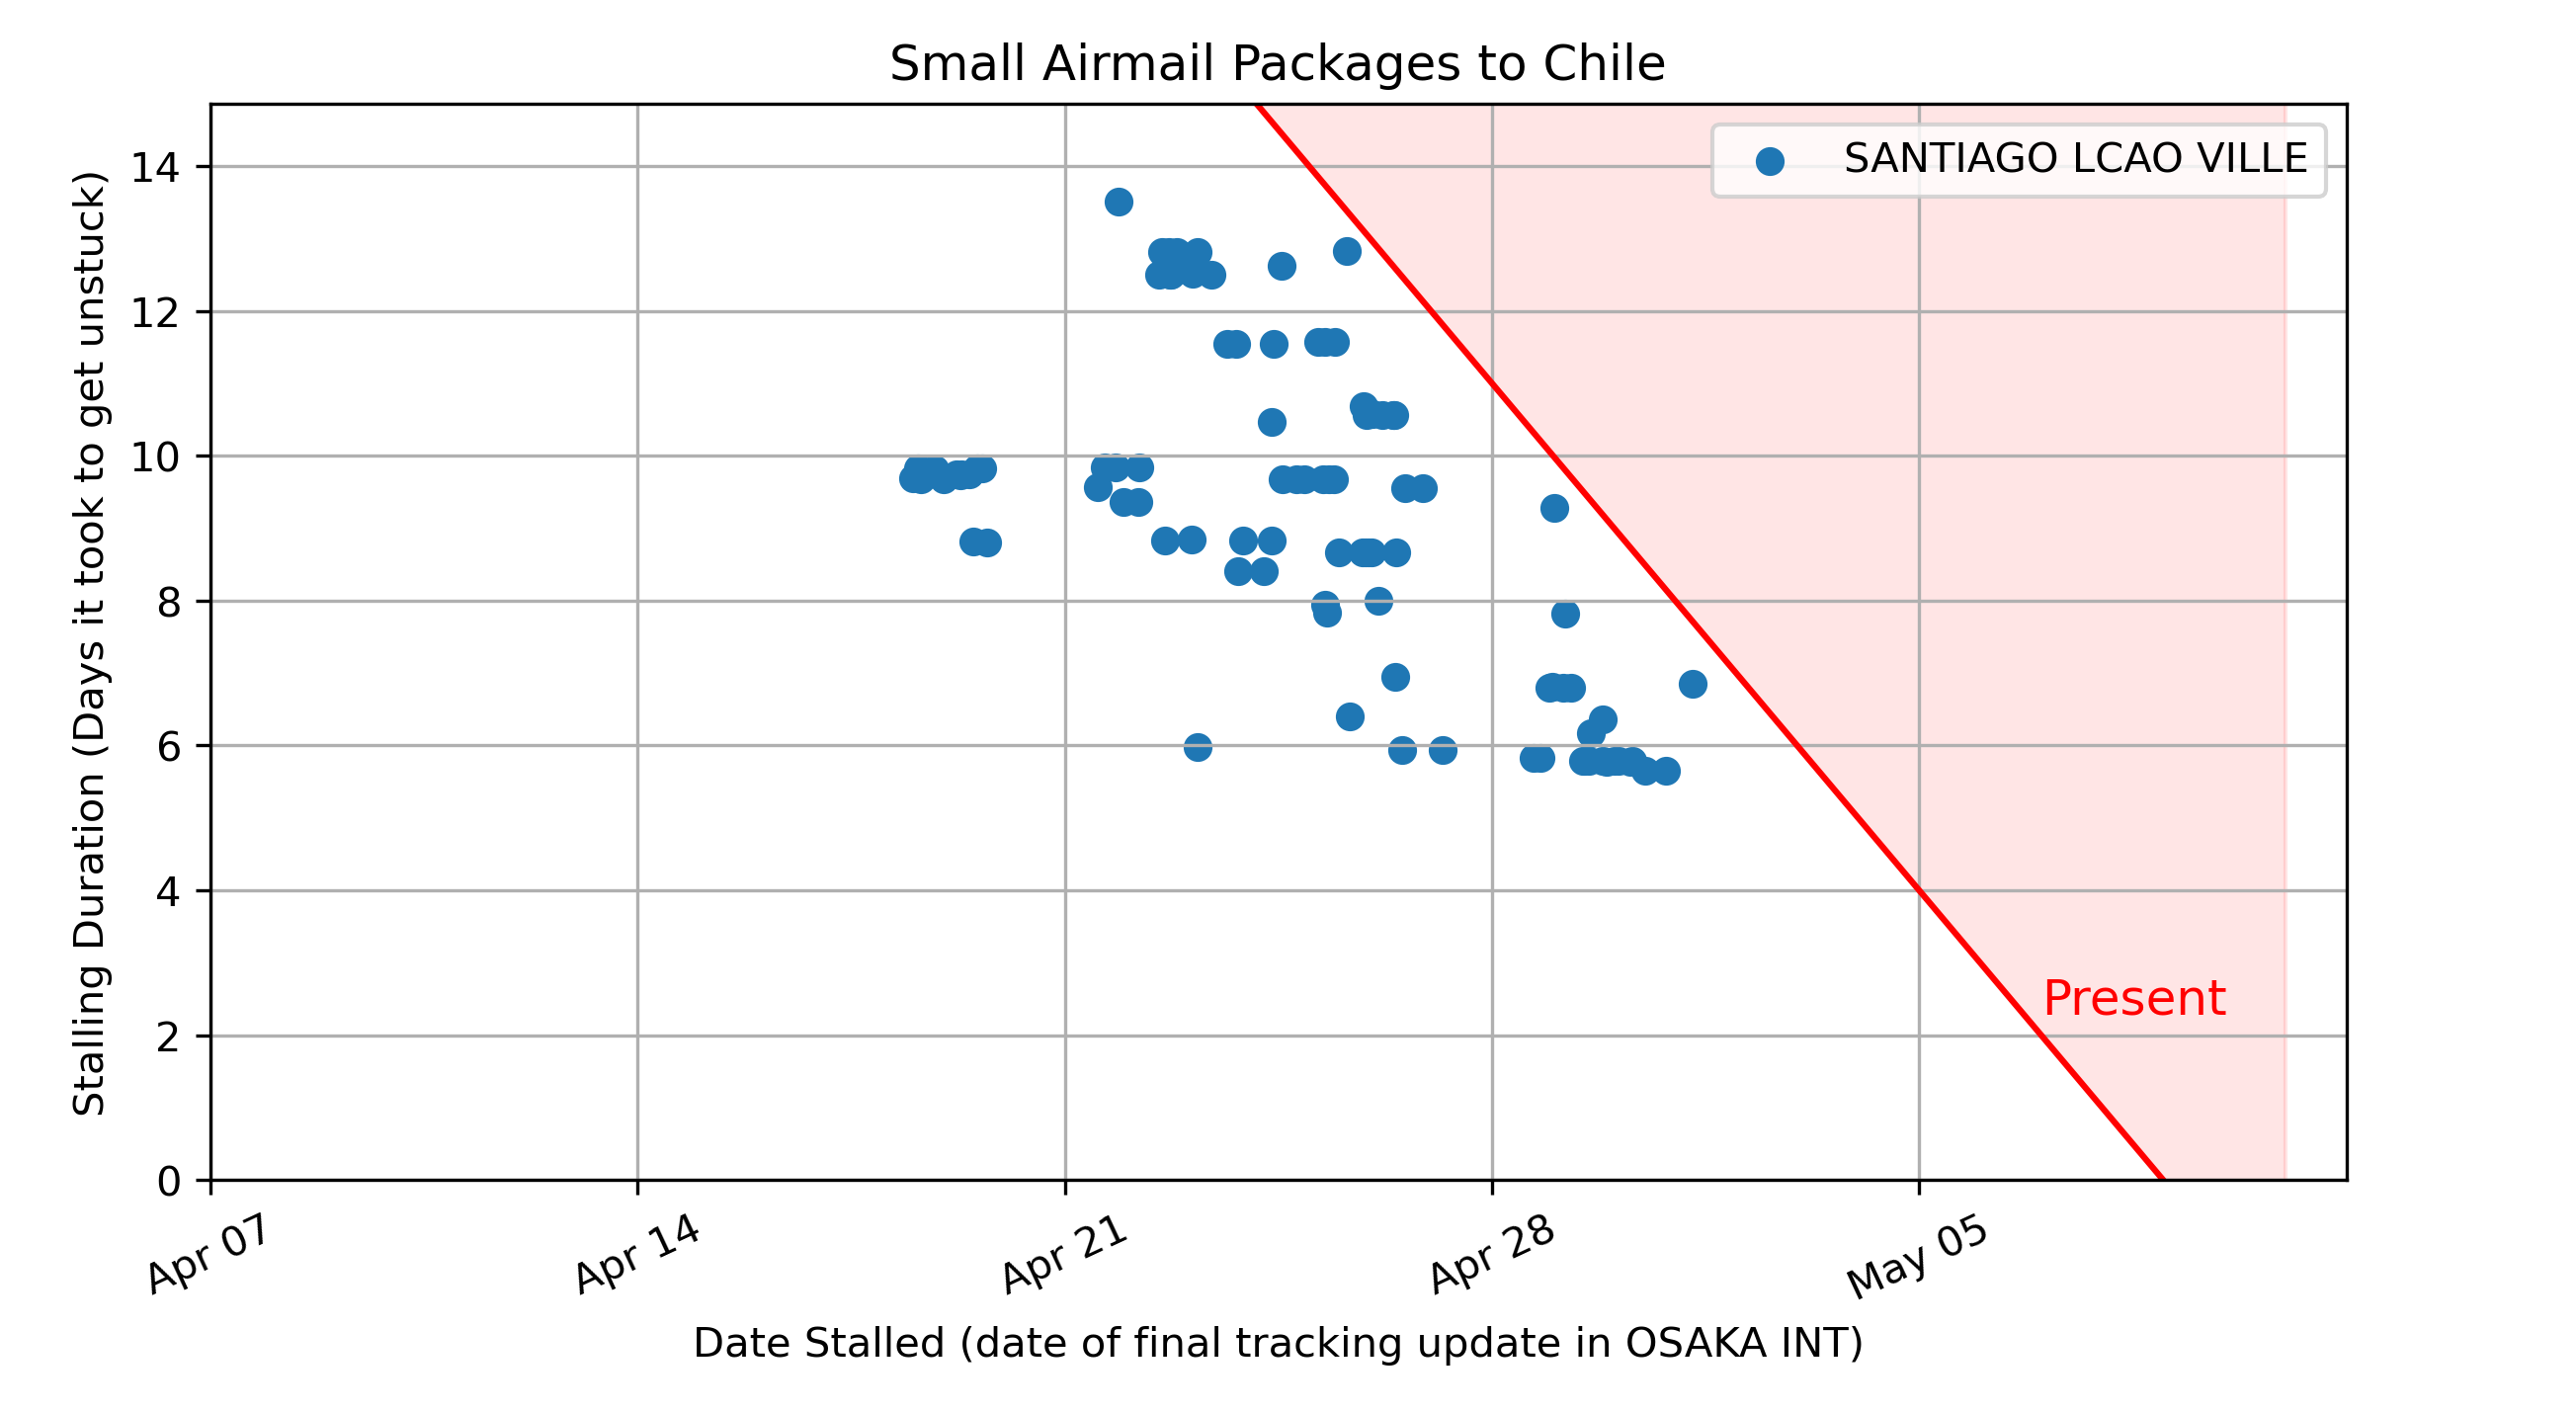 Small Airmail Packages to Chile
SANTIAGO LCAO VILLE
Stalling Duration (Days it took to get unstuck)
14
12
10
8
6
4
2
0
Present
Apr 07
Apr 14
Apr 21
Apr 28
May 05
Date Stalled (date of final tracking update in OSAKA INT)